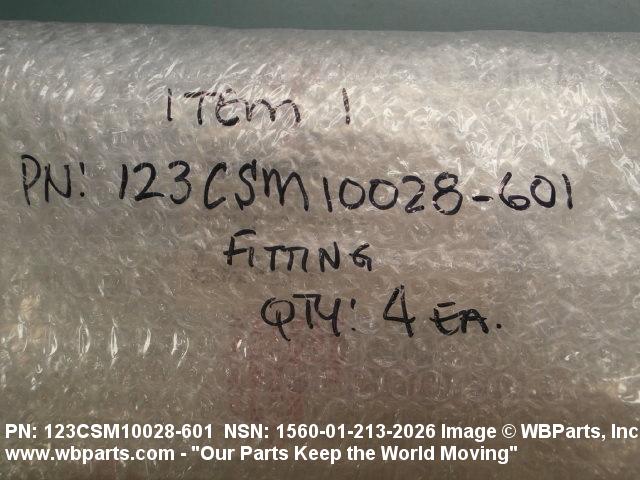 ITEM 1
PN: 123CSM10028-601
FITTING
QTY: 4 EA.
PN: 123CSM10028-601 NSN: 1560-01-213-2026 Image © WBParts, Inc
www.wbparts.com - "Our Parts Keep the World Moving"